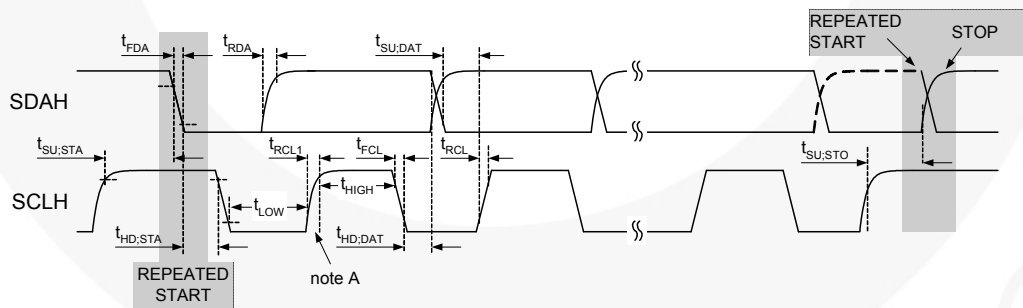 REPEATED
START
STOP
tFDA
tRDA
tSU;DAT
SDAH
tSU;STA
tRCL1
tFCL
tRCL
tSU;STO
tHIGH
SCLH
tLOW
tHD;STA
tHD;DAT
REPEATED
START
note A